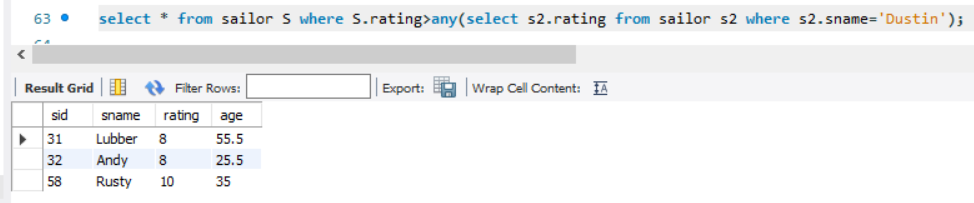 63 select * from sailor S where S.rating>any(select s2.rating from sailor s2 where s2.sname='Dustin');
Result Grid Filter Rows: Export: Wrap Cell Content: IA
sid sname rating age
31 Lubber 8 55.5
32 Andy 8 25.5
58 Rusty 10 35